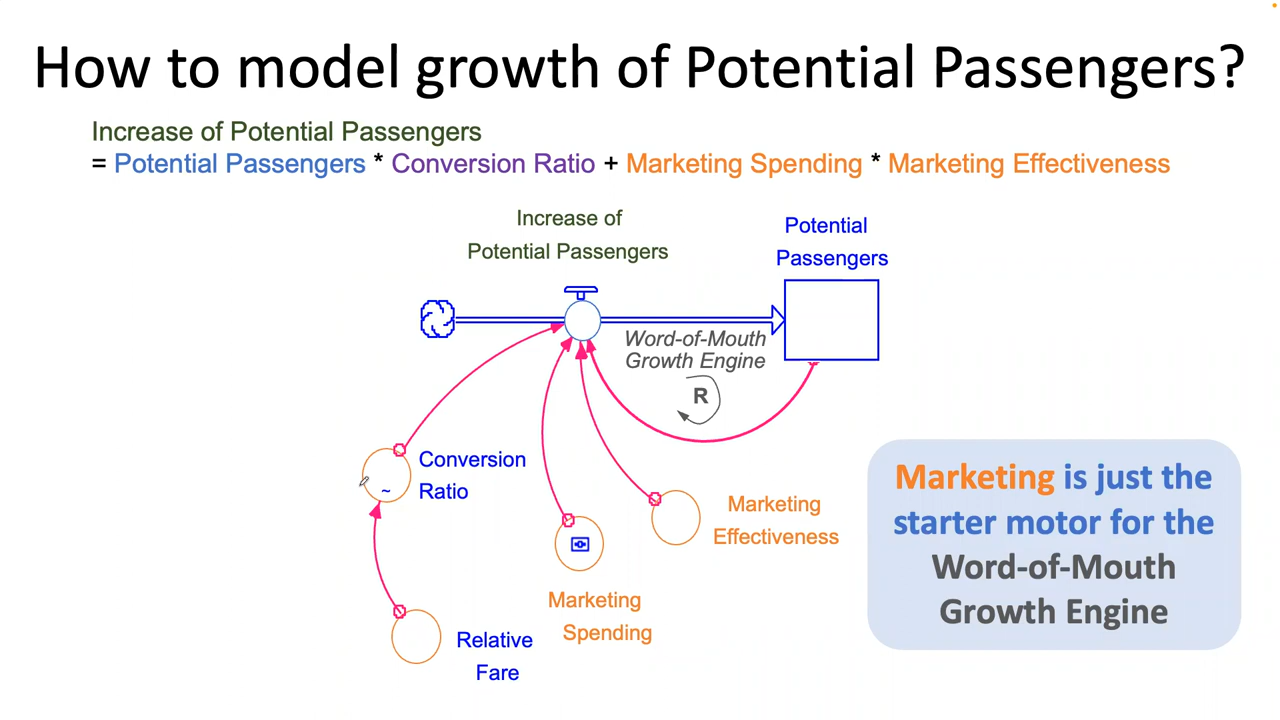 How to model growth of Potential Passengers?
Increase of Potential Passengers
= Potential Passengers * Conversion Ratio + Marketing Spending * Marketing Effectiveness
Increase of
Potential Passengers
Potential
Passengers
Word-of-Mouth
Growth Engine
R
Conversion
Ratio
~
Marketing
Effectiveness
Marketing
Spending
Relative
Fare
Marketing is just the
starter motor for the
Word-of-Mouth
Growth Engine